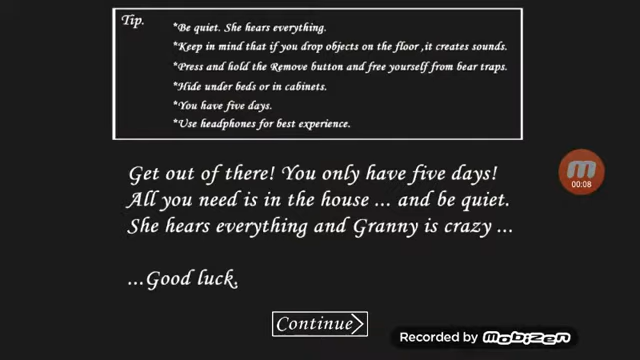 Tip.
*Be quiet. She hears everything.
*Keep in mind that if you drop objects on the floor ,it creates sounds.
*Press and hold the Remove button and free yourself from bear traps.
*Hide under beds or in cabinets.
*You have five days.
*Use headphones for best experience.
Get out of there! You only have five days!
All you need is in the house ... and be quiet.
She hears everything and Granny is crazy ...
...Good luck.
Continue
00:08
Recorded by mobizen